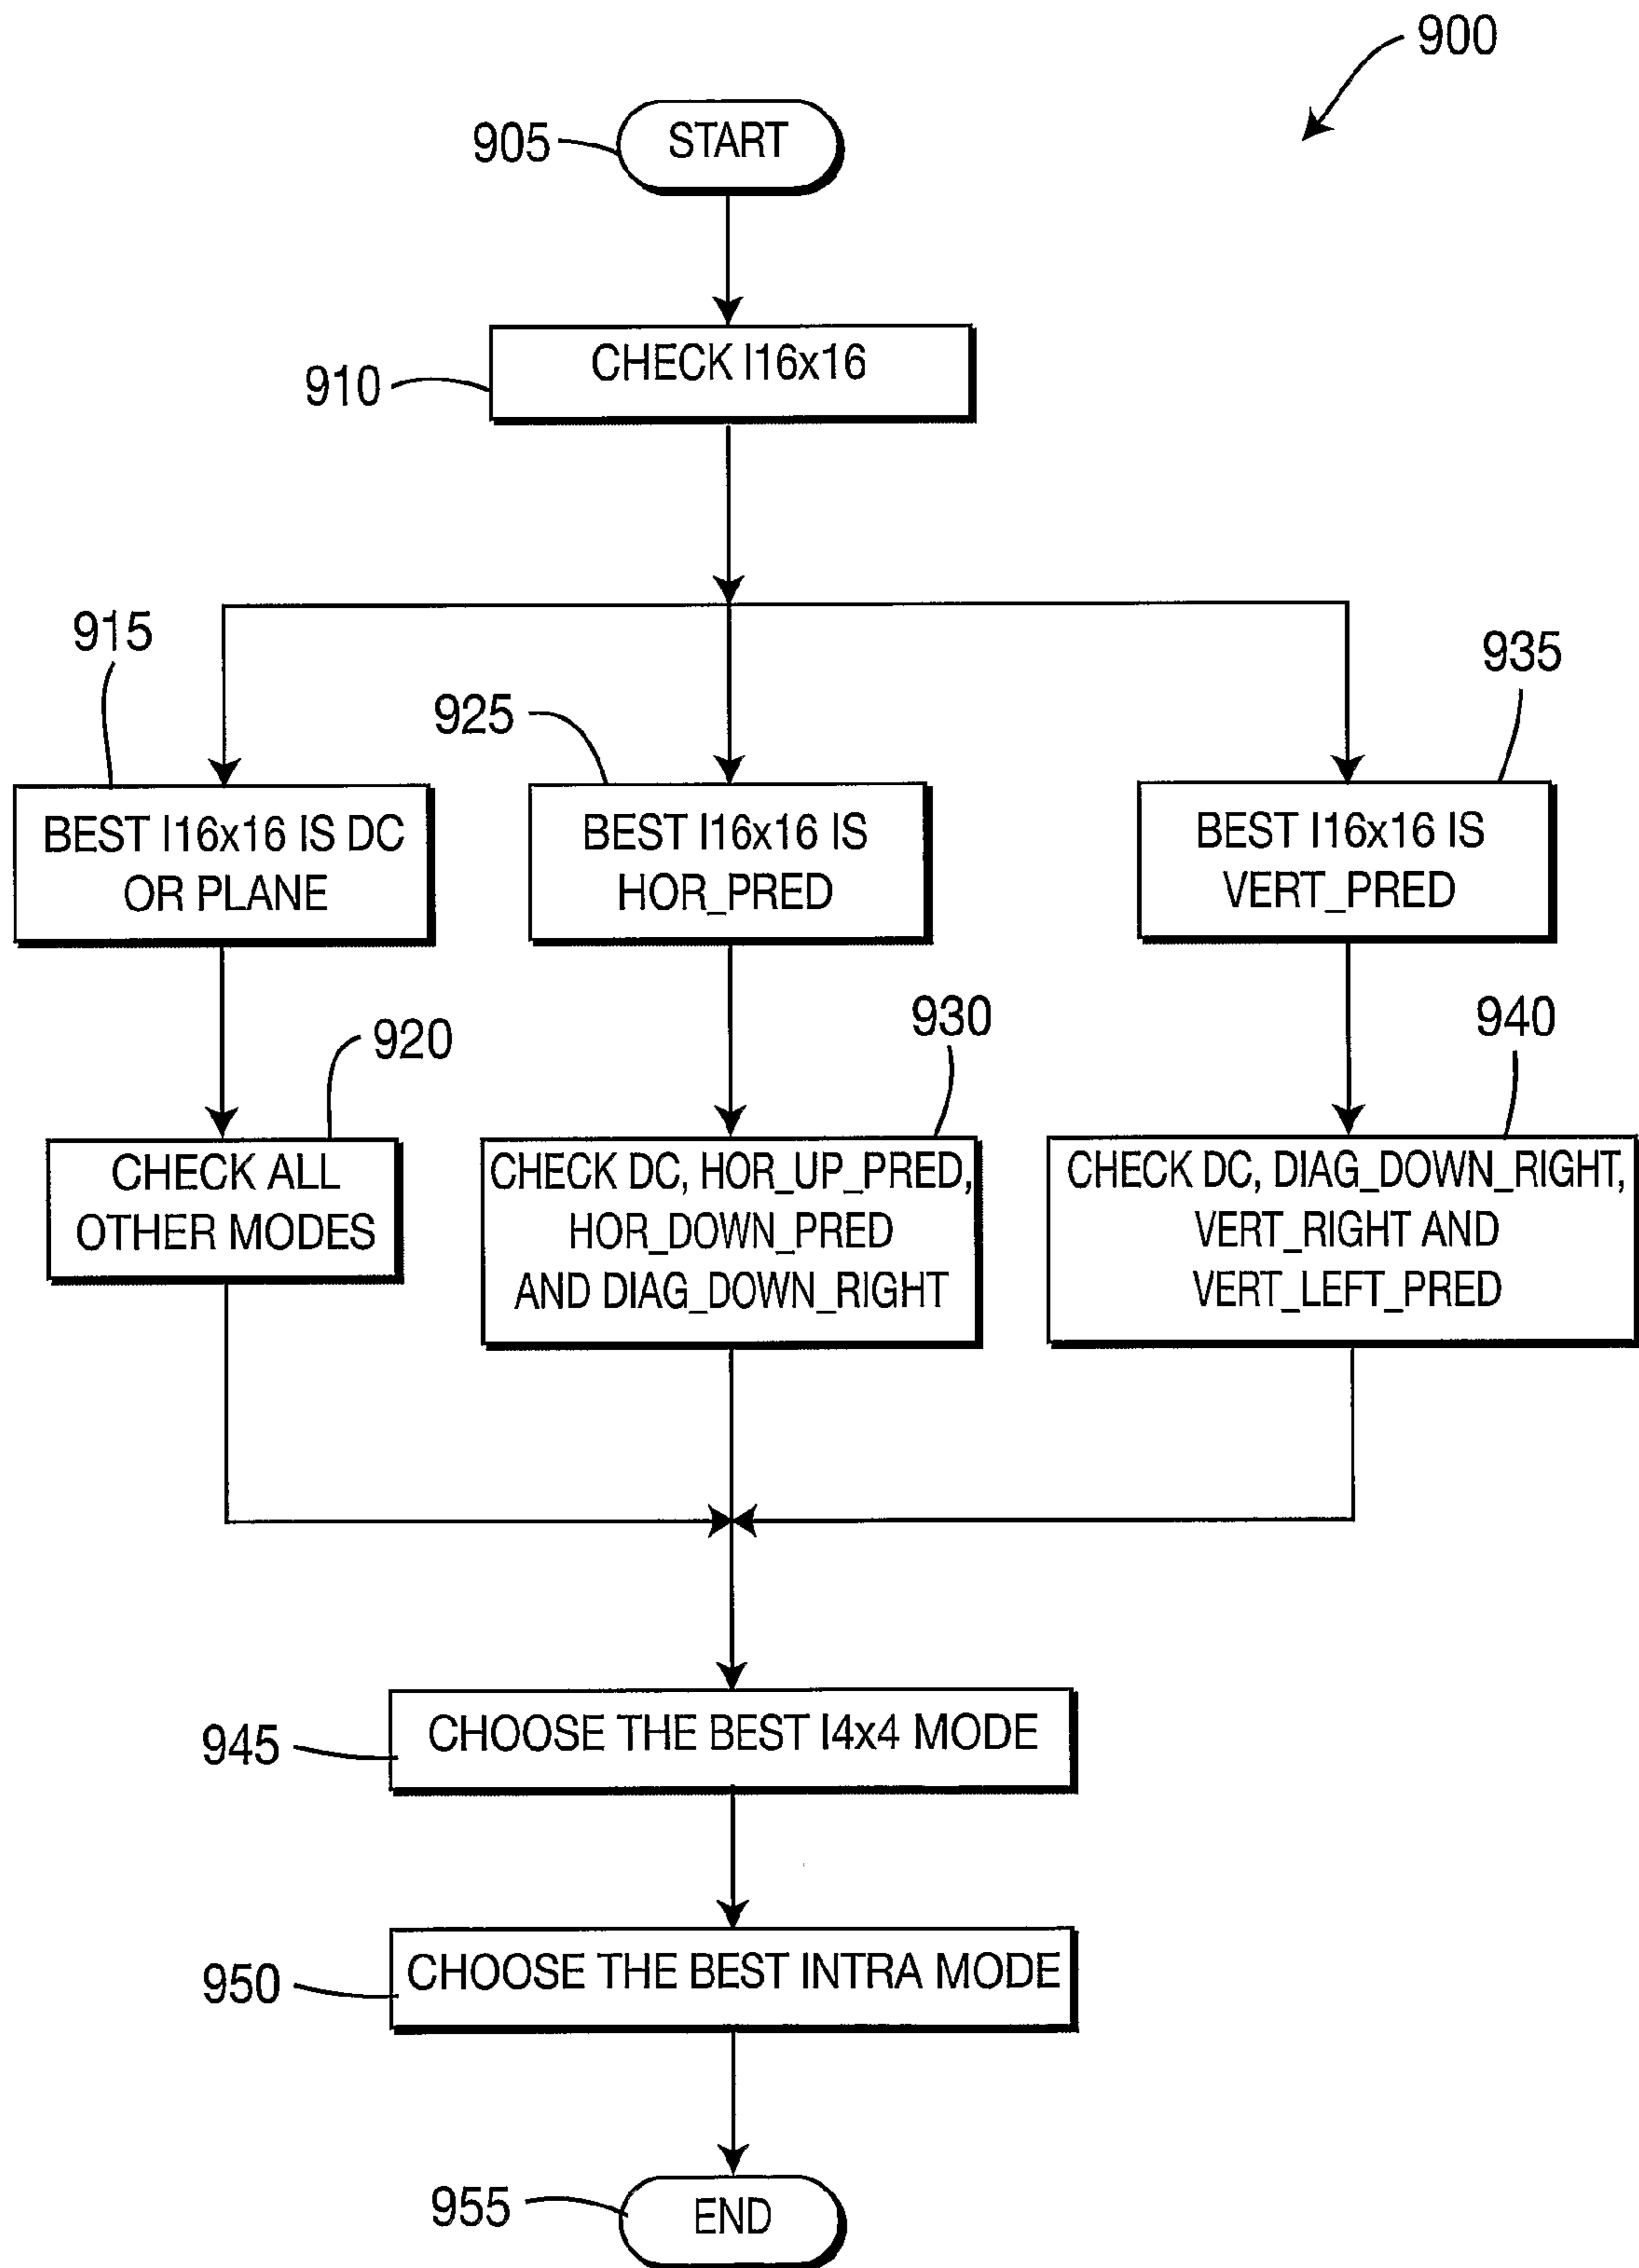 900
905
START
910
CHECK I16x16
915
925
935
BEST I16x16 IS DC
OR PLANE
BEST I16x16 IS
HOR_PRED
BEST I16x16 IS
VERT_PRED
920
930
940
CHECK ALL
OTHER MODES
CHECK DC, HOR_UP_PRED,
HOR_DOWN_PRED
AND DIAG_DOWN_RIGHT
CHECK DC, DIAG_DOWN_RIGHT,
VERT_RIGHT AND
VERT_LEFT_PRED
945
CHOOSE THE BEST I4x4 MODE
950
CHOOSE THE BEST INTRA MODE
955
END